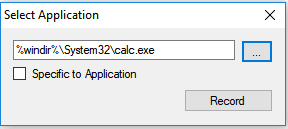 Select Application
%windir%\System32\calc.exe
...
Specific to Application
Record